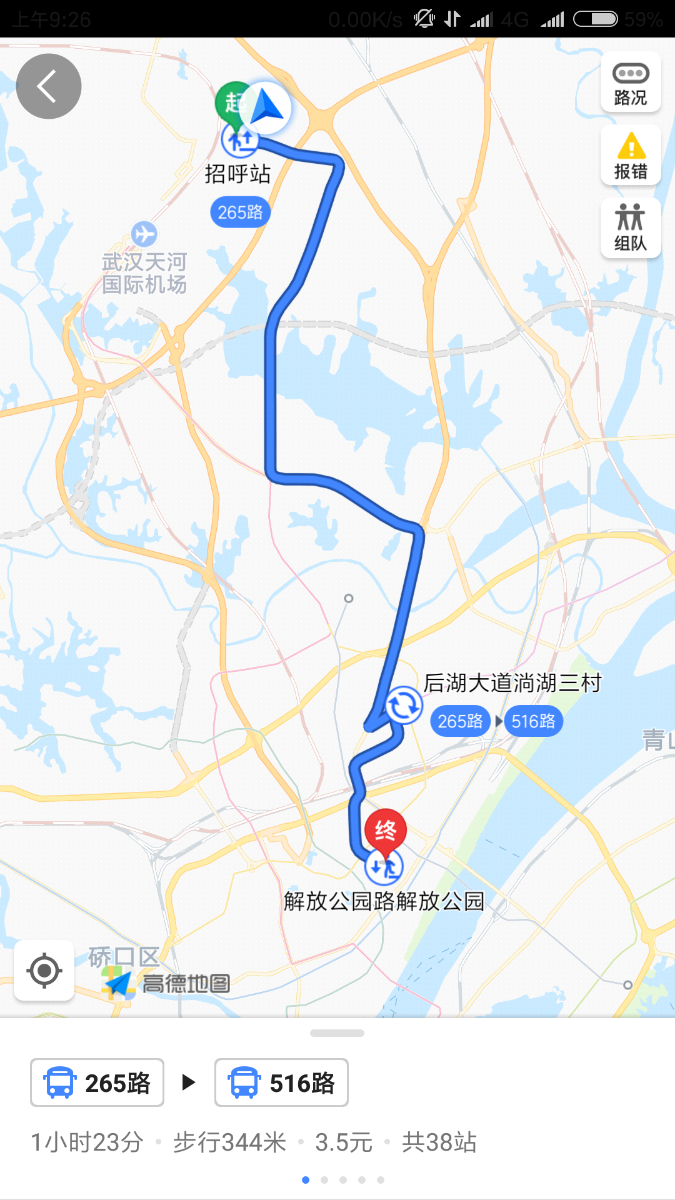 上午9:26
0.00K/s
4G
59%
起
路况
招呼站
报错
265路
组队
武汉天河
国际机场
后湖大道淌湖三村
265路
516路
青山
终
解放公园路解放公园
硚口区
高德地图
265路 ▶ 516路
1小时23分 • 步行344米 • 3.5元 • 共38站